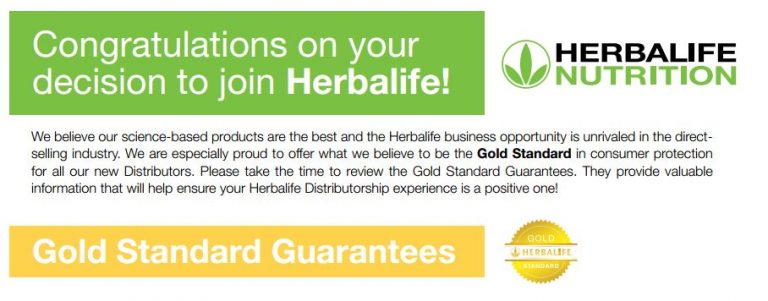 Congratulations on your
decision to join Herbalife!
HERBALIFE
NUTRITION
We believe our science-based products are the best and the Herbalife business opportunity is unrivaled in the direct-
selling industry. We are especially proud to offer what we believe to be the Gold Standard in consumer protection
for all our new Distributors. Please take the time to review the Gold Standard Guarantees. They provide valuable
information that will help ensure your Herbalife Distributorship experience is a positive one!
Gold Standard Guarantees
GOLD
HERBALIFE
STANDARD